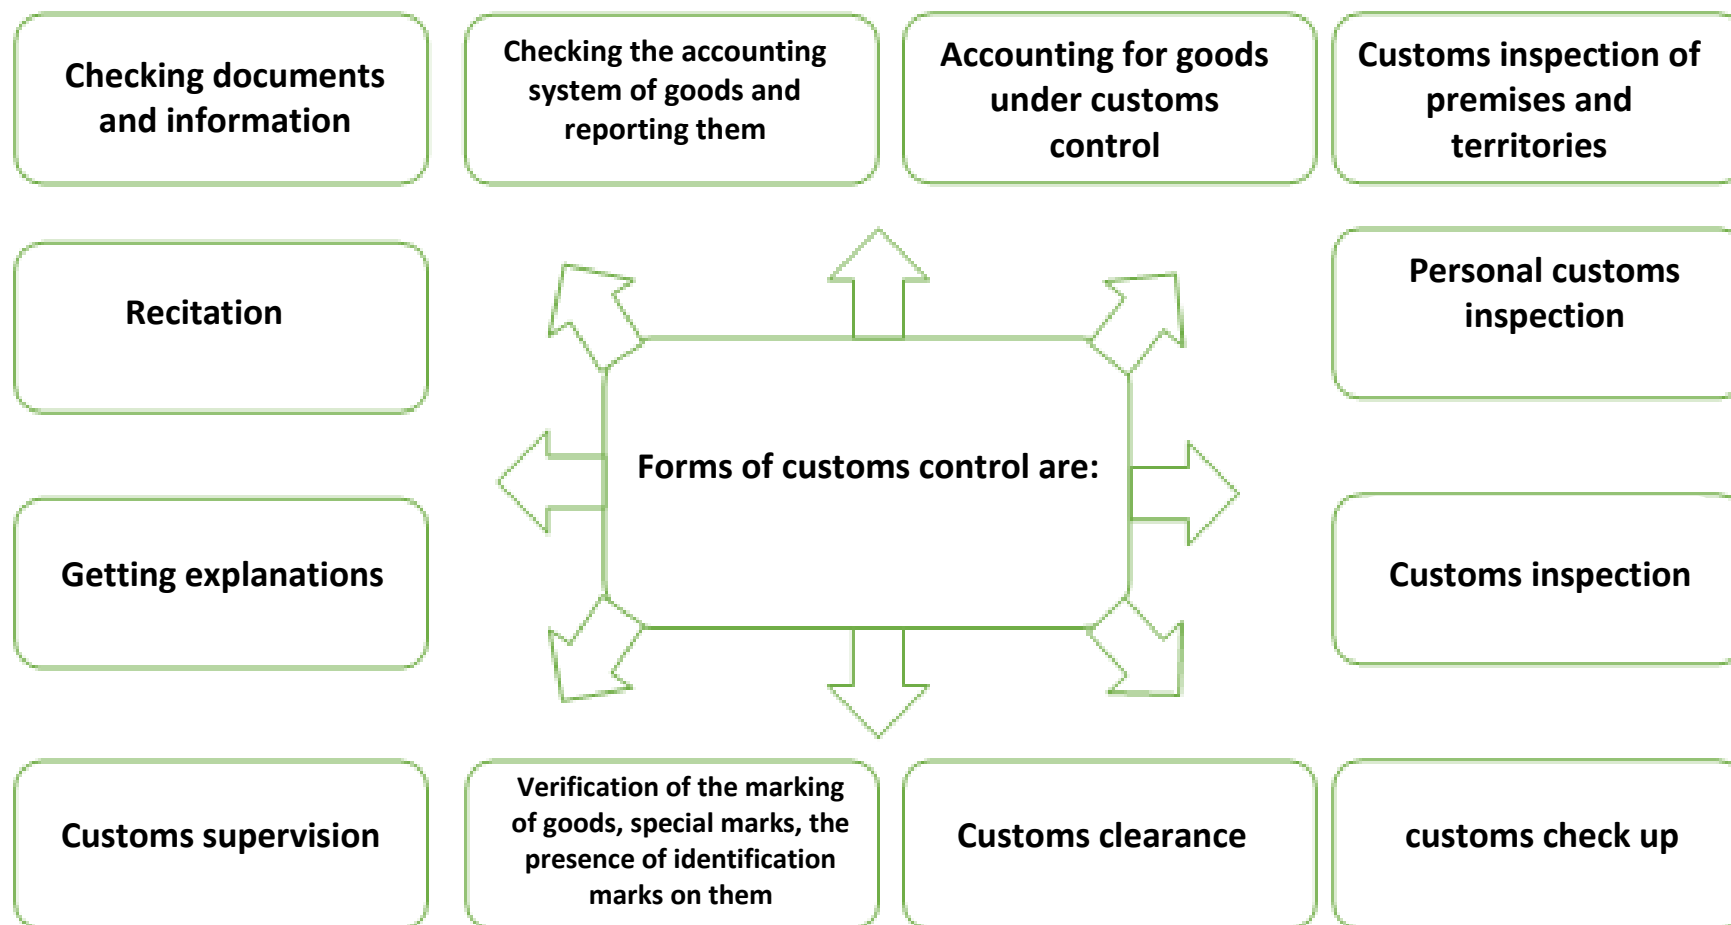 Checking documents
and information
Checking the accounting
system of goods and
reporting them
Accounting for goods
under customs
control
Customs inspection of
premises and
territories
Recitation
Personal customs
inspection
Forms of customs control are:
Getting explanations
Customs inspection
Customs supervision
Verification of the marking
of goods, special marks, the
presence of identification
marks on them
Customs clearance
customs check up